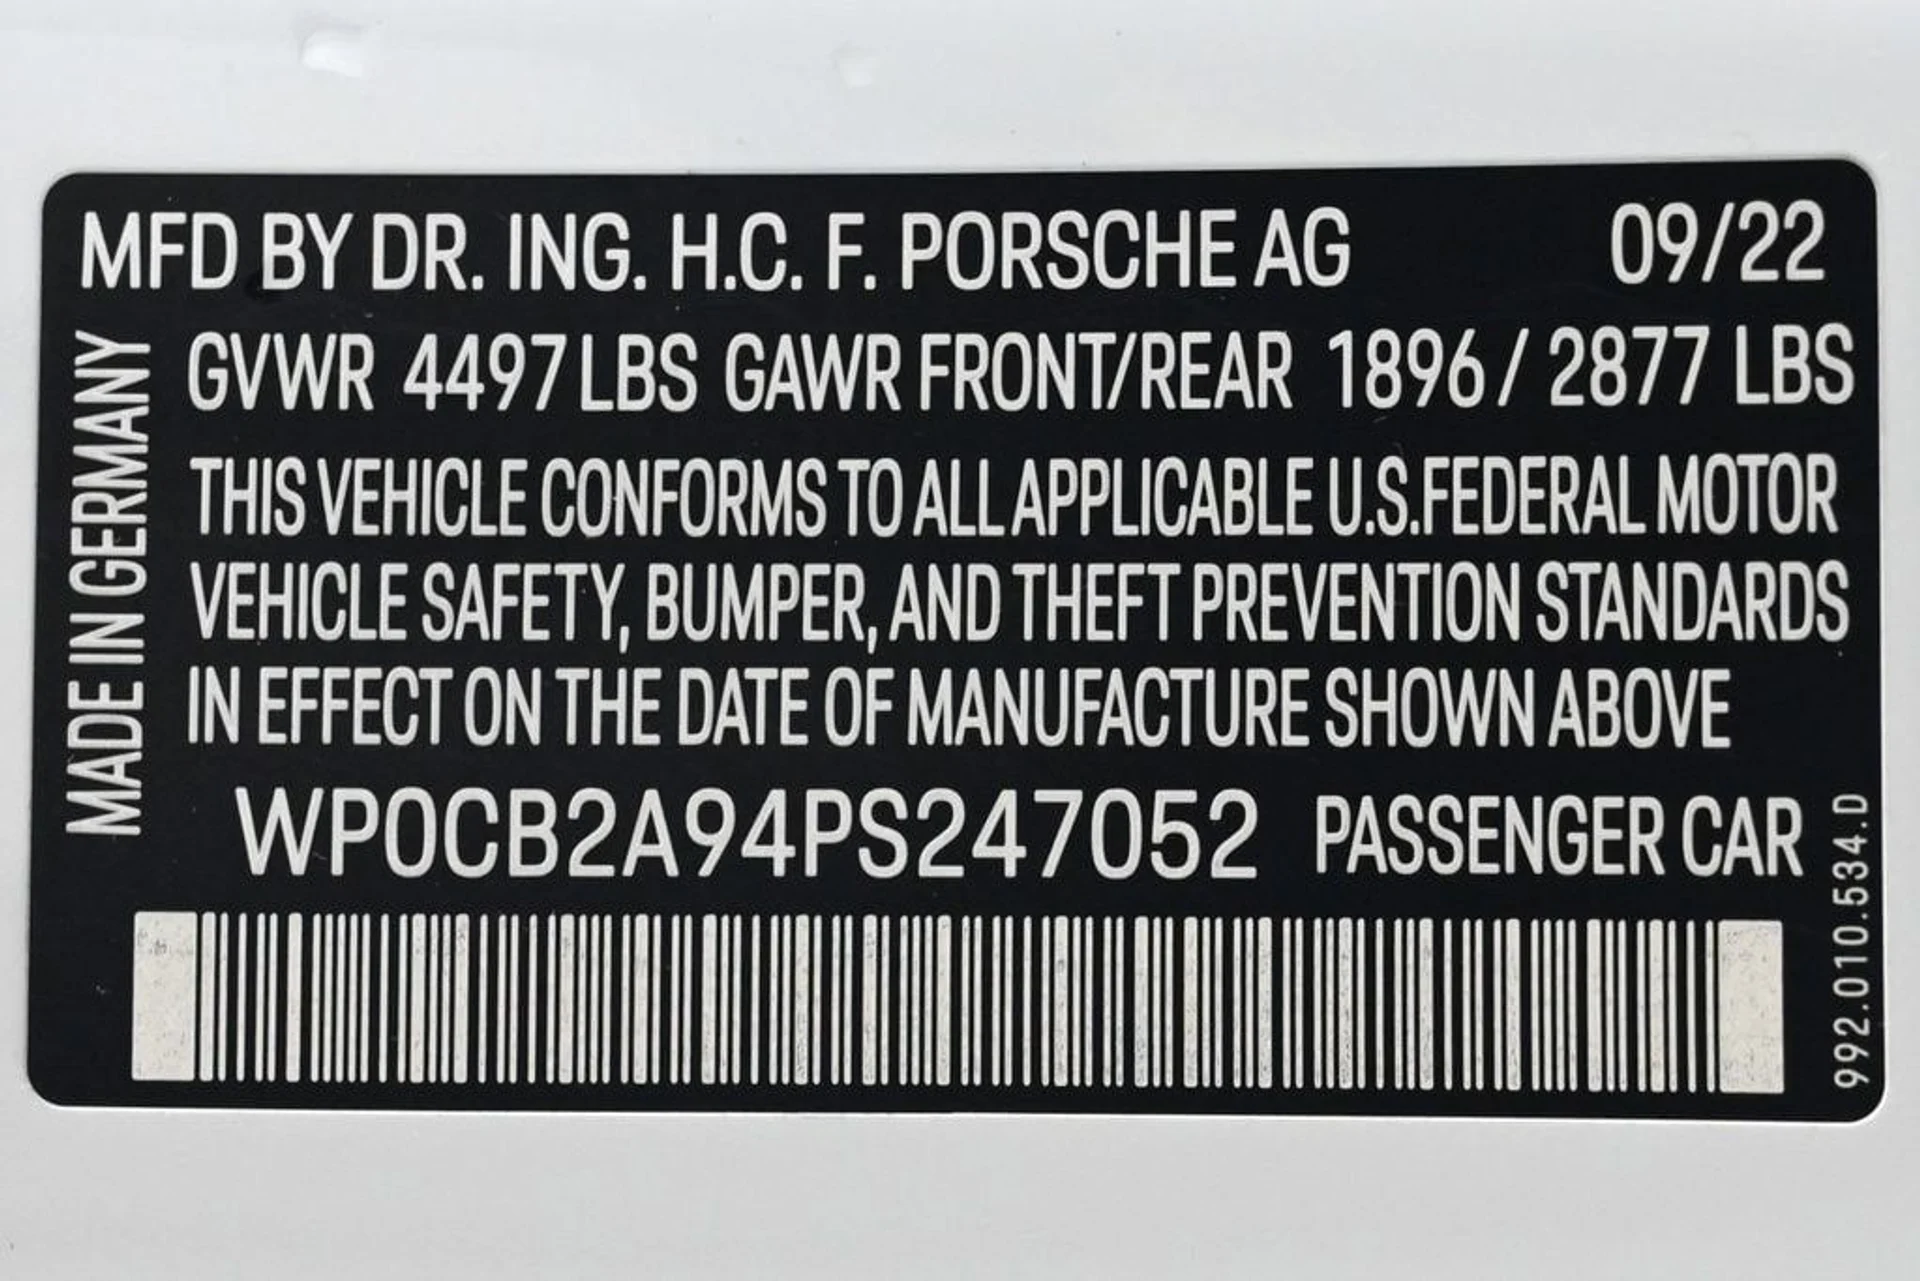 MFD BY DR. ING. H.C. F. PORSCHE AG 09/22
GVWR 4497 LBS GAWR FRONT/REAR 1896 / 2877 LBS
THIS VEHICLE CONFORMS TO ALL APPLICABLE U.S.FEDERAL MOTOR
VEHICLE SAFETY, BUMPER, AND THEFT PREVENTION STANDARDS
IN EFFECT ON THE DATE OF MANUFACTURE SHOWN ABOVE
WP0CB2A94PS247052 PASSENGER CAR
MADE IN GERMANY
992.010.534.D